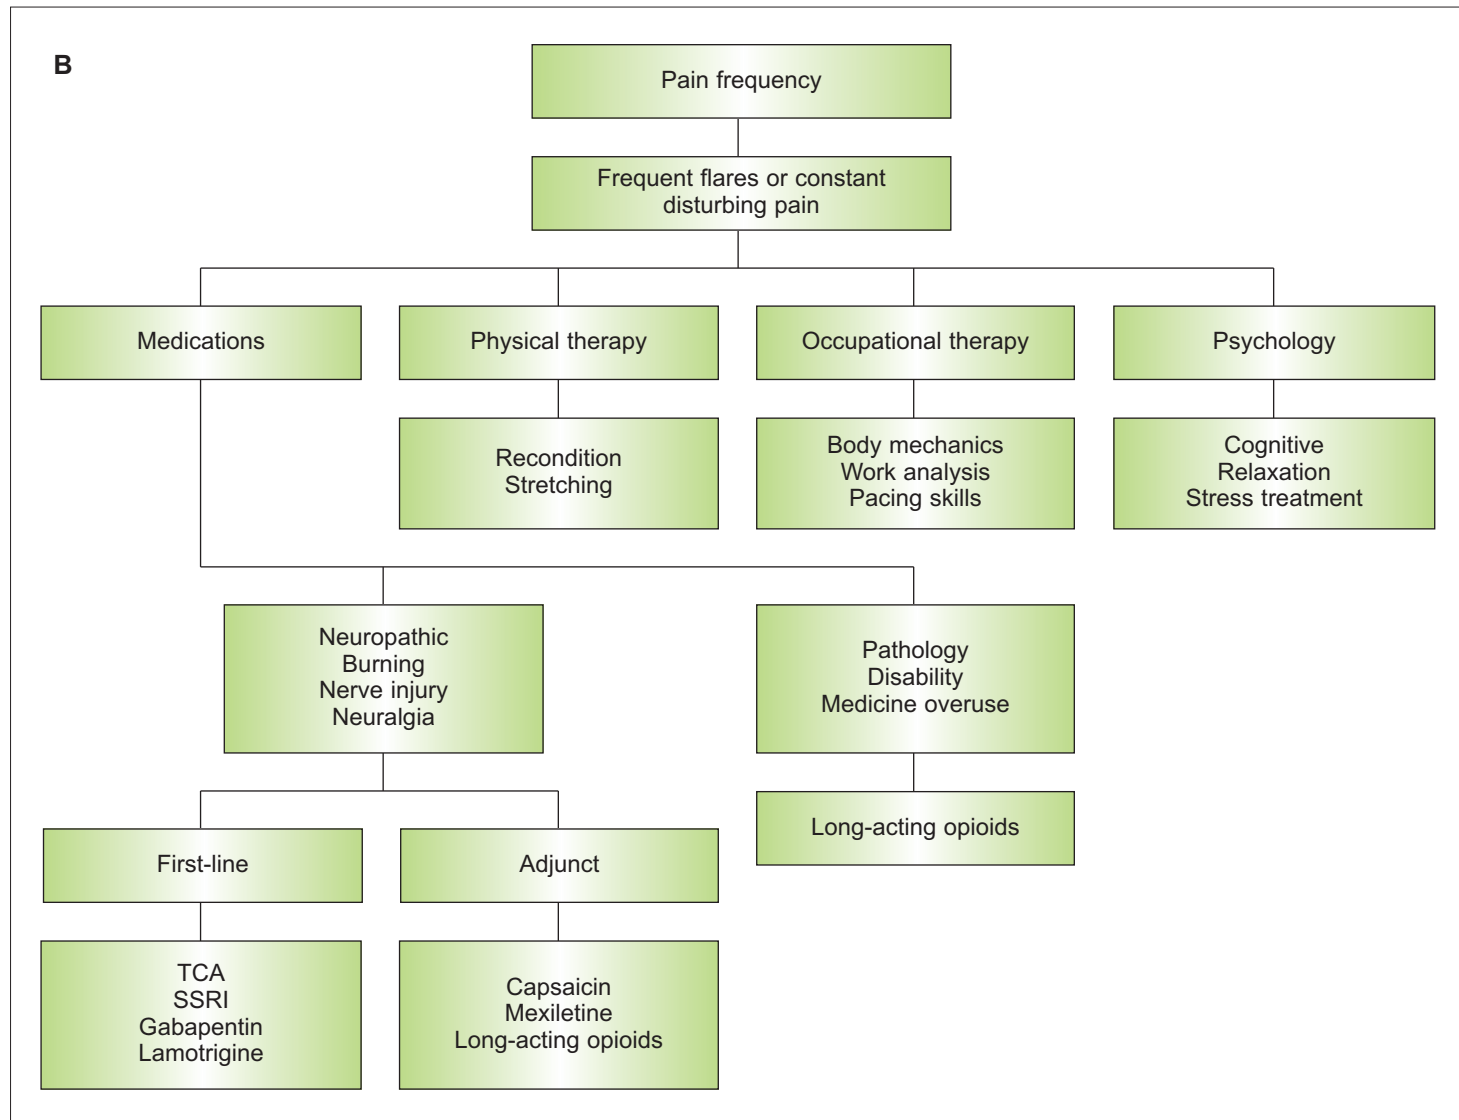 B
Pain frequency
Frequent flares or constant
disturbing pain
Medications
Physical therapy
Occupational therapy
Psychology
Recondition
Stretching
Body mechanics
Work analysis
Pacing skills
Cognitive
Relaxation
Stress treatment
Neuropathic
Burning
Nerve injury
Neuralgia
Pathology
Disability
Medicine overuse
Long-acting opioids
First-line
Adjunct
TCA
SSRI
Gabapentin
Lamotrigine
Capsaicin
Mexiletine
Long-acting opioids